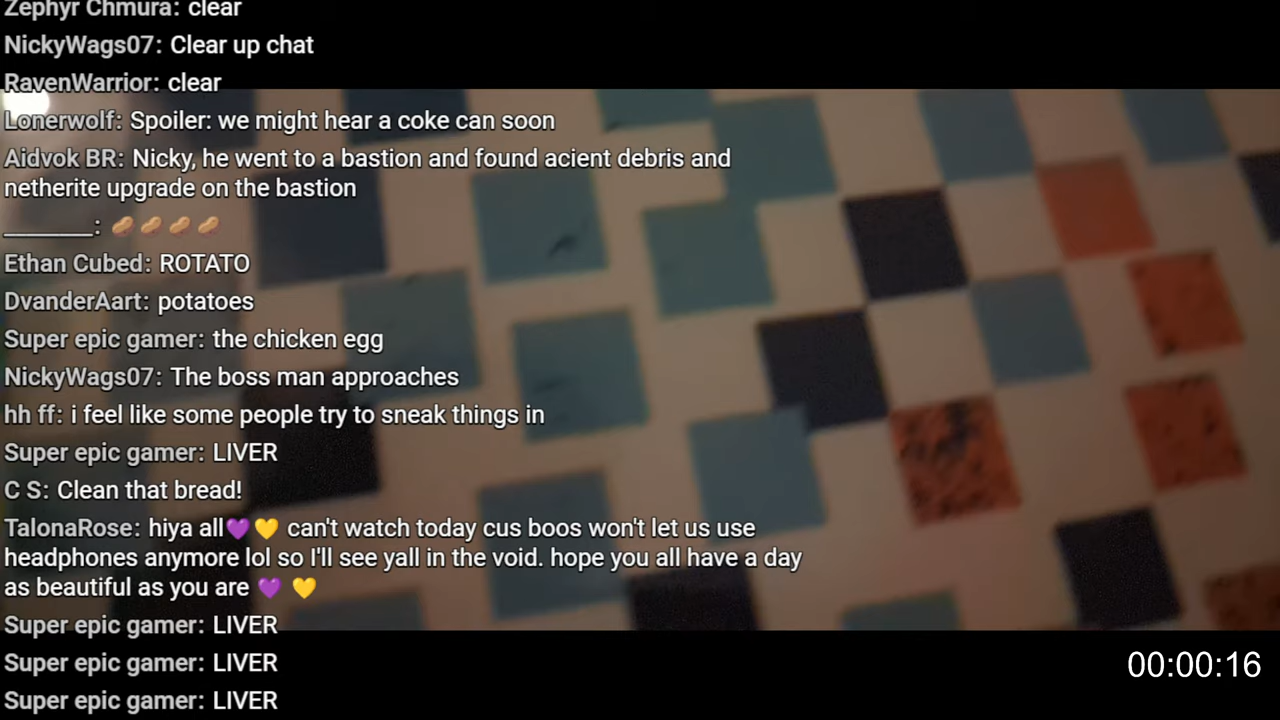 Zephyr Chmura: clear
NickyWags07: Clear up chat
RavenWarrior: clear
Lonerwolf: Spoiler: we might hear a coke can soon
Aidvok BR: Nicky, he went to a bastion and found acient debris and
netherite upgrade on the bastion
_______: 🥔🥔🥔🥔
Ethan Cubed: ROTATO
DvanderAart: potatoes
Super epic gamer: the chicken egg
NickyWags07: The boss man approaches
hh ff: i feel like some people try to sneak things in
Super epic gamer: LIVER
C S: Clean that bread!
TalonaRose: hiya all💜💛 can't watch today cus boos won't let us use
headphones anymore lol so I'll see yall in the void. hope you all have a day
as beautiful as you are 💜 💛
Super epic gamer: LIVER
Super epic gamer: LIVER
00:00:16
Super epic gamer: LIVER